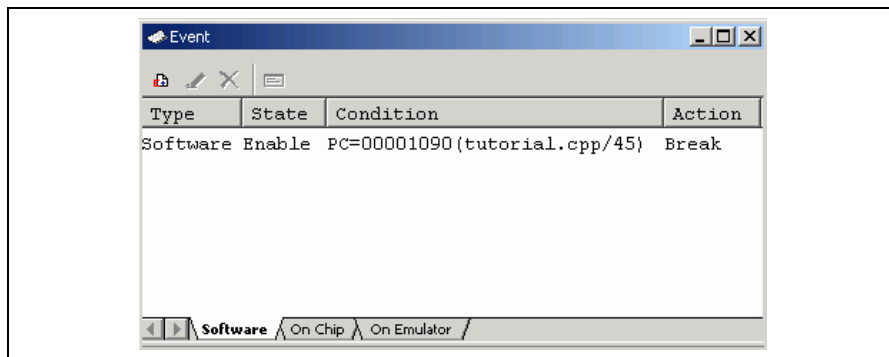 Event
Type State Condition Action
Software Enable PC=00001090(tutorial.cpp/45) Break
Software On Chip On Emulator